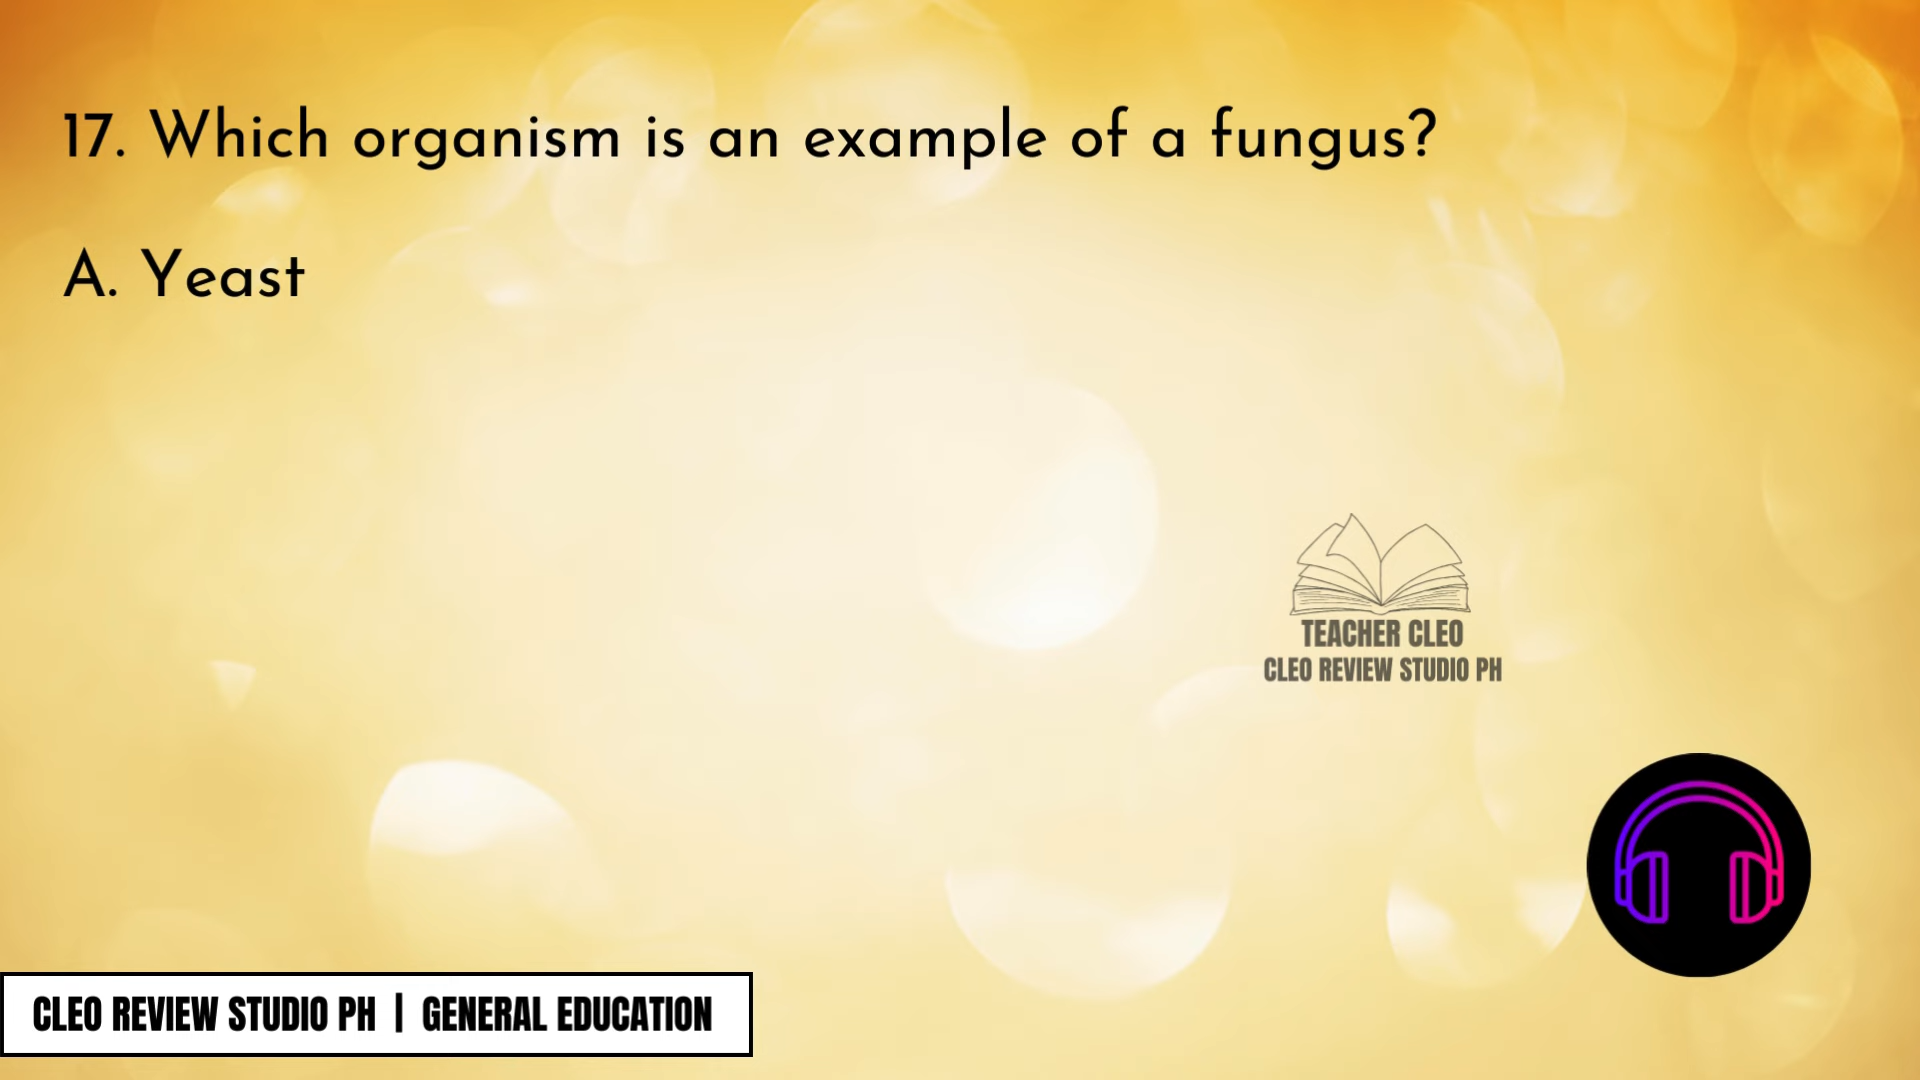 17. Which organism is an example of a fungus?
A. Yeast
TEACHER CLEO
CLEO REVIEW STUDIO PH
CLEO REVIEW STUDIO PH | GENERAL EDUCATION